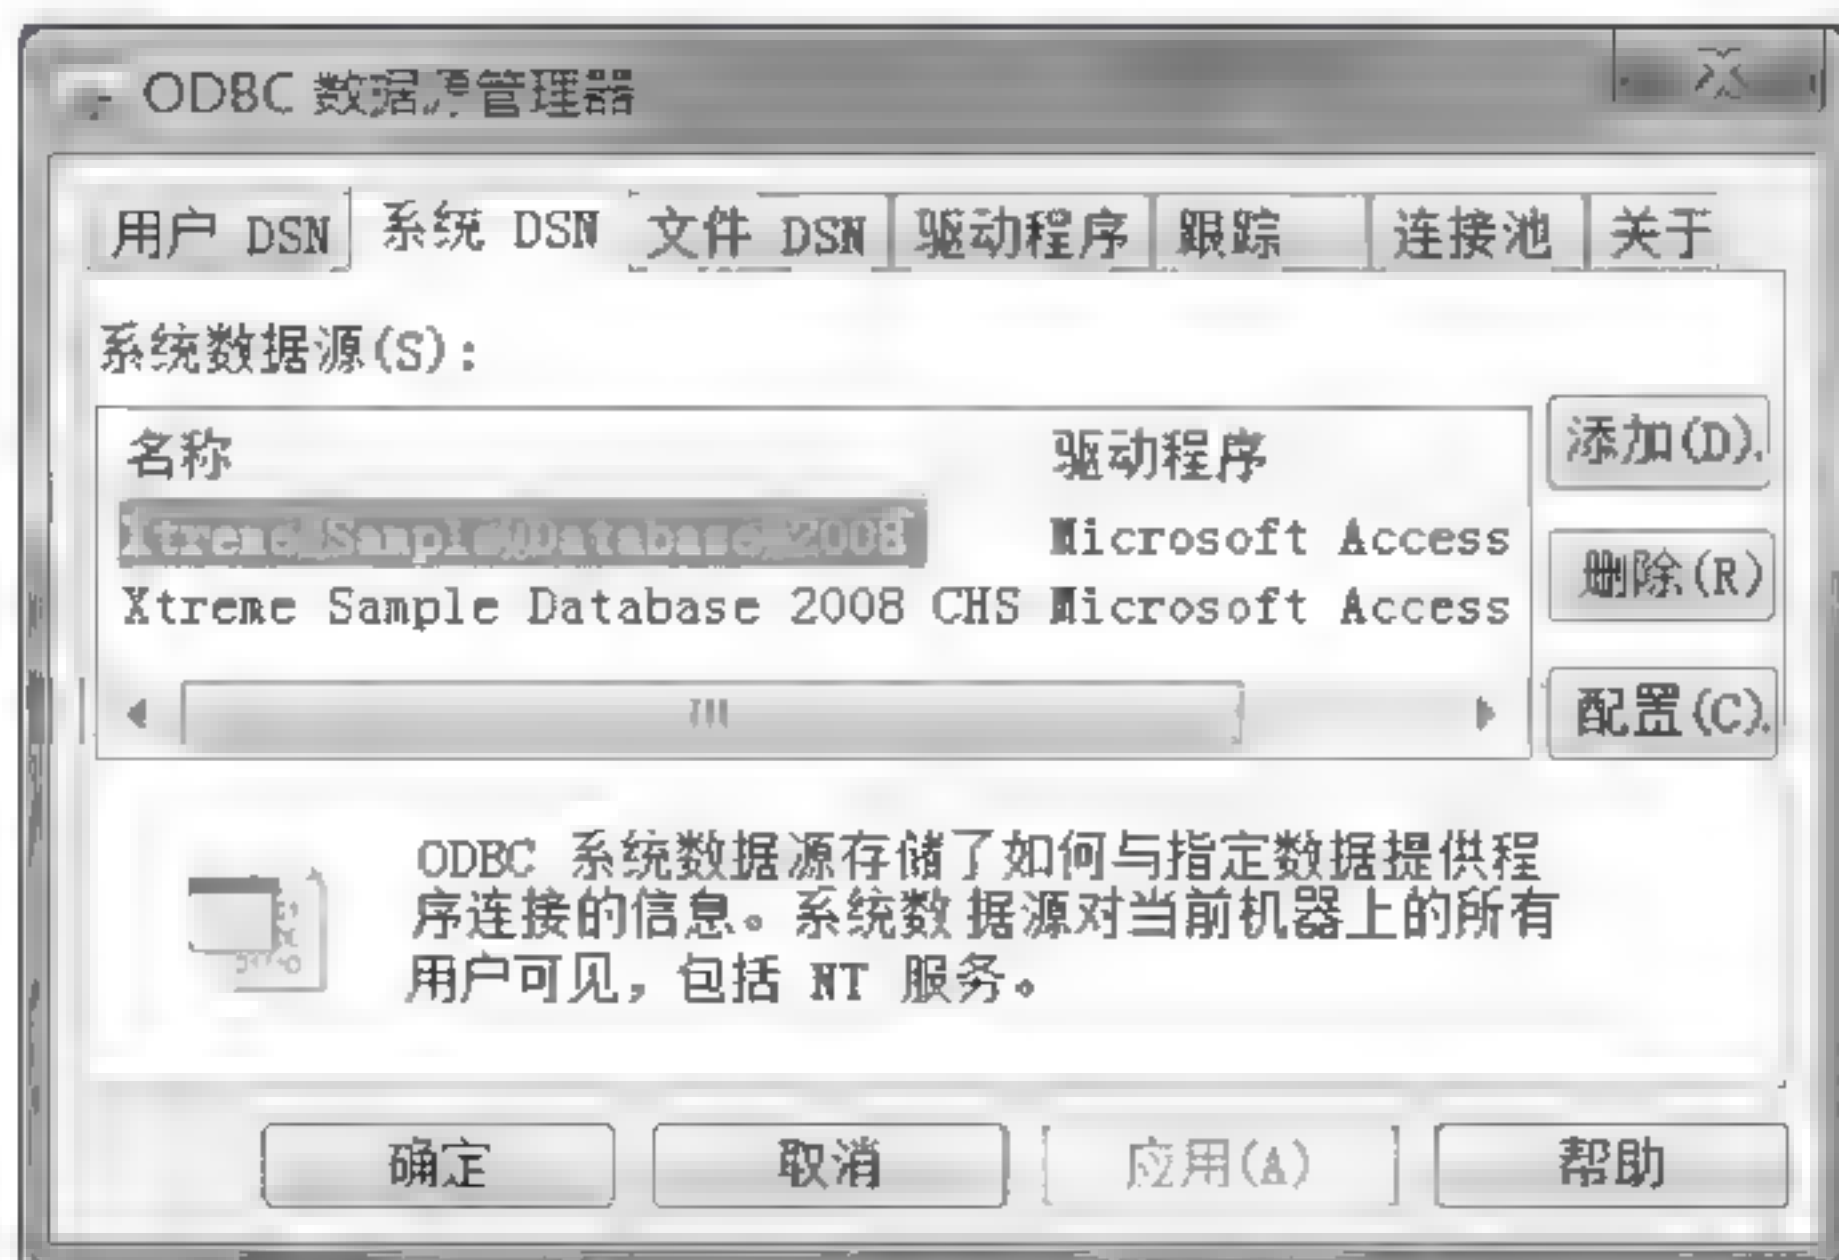 ODBC 数据源管理器
用户 DSN 系统 DSN 文件 DSN 驱动程序 跟踪 连接池 关于
系统数据源(S):
名称 驱动程序
Xtreme Sample Database 2008 Microsoft Access
Xtreme Sample Database 2008 CHS Microsoft Access
添加(D)
删除(R)
配置(C)
ODBC 系统数据源存储了如何与指定数据提供程
序连接的信息。系统数据源对当前机器上的所有
用户可见，包括 NT 服务。
确定 取消 应用(A) 帮助